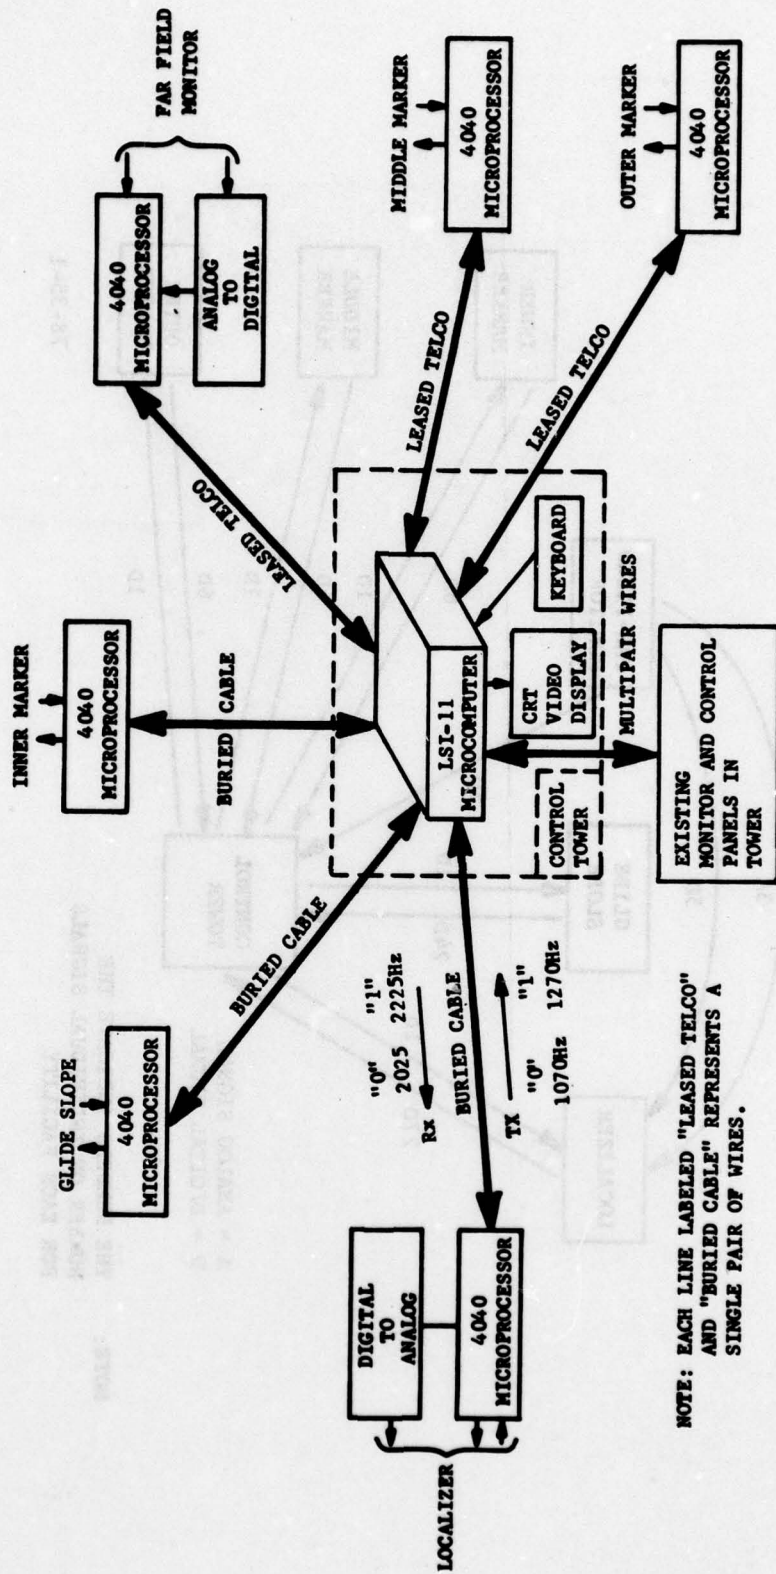 GLIDE SLOPE
4040
MICROPROCESSOR
INNER MARKER
4040
MICROPROCESSOR
FAR FIELD
MONITOR
4040
MICROPROCESSOR
ANALOG
TO
DIGITAL
MIDDLE MARKER
4040
MICROPROCESSOR
OUTER MARKER
4040
MICROPROCESSOR
BURIED CABLE
BURIED CABLE
LEASED TELCO
LEASED TELCO
LEASED TELCO
LSI-11
MICROCOMPUTER
CRT
VIDEO
DISPLAY
KEYBOARD
CONTROL
TOWER
MULTIPAIR WIRES
EXISTING
MONITOR AND CONTROL
PANELS IN
TOWER
"0" "1"
2025 2225Hz
Rx
BURIED CABLE
TX
"0" "1"
1070Hz 1270Hz
DIGITAL
TO
ANALOG
4040
MICROPROCESSOR
LOCALIZER
NOTE: EACH LINE LABELED "LEASED TELCO"
AND "BURIED CABLE" REPRESENTS A
SINGLE PAIR OF WIRES.